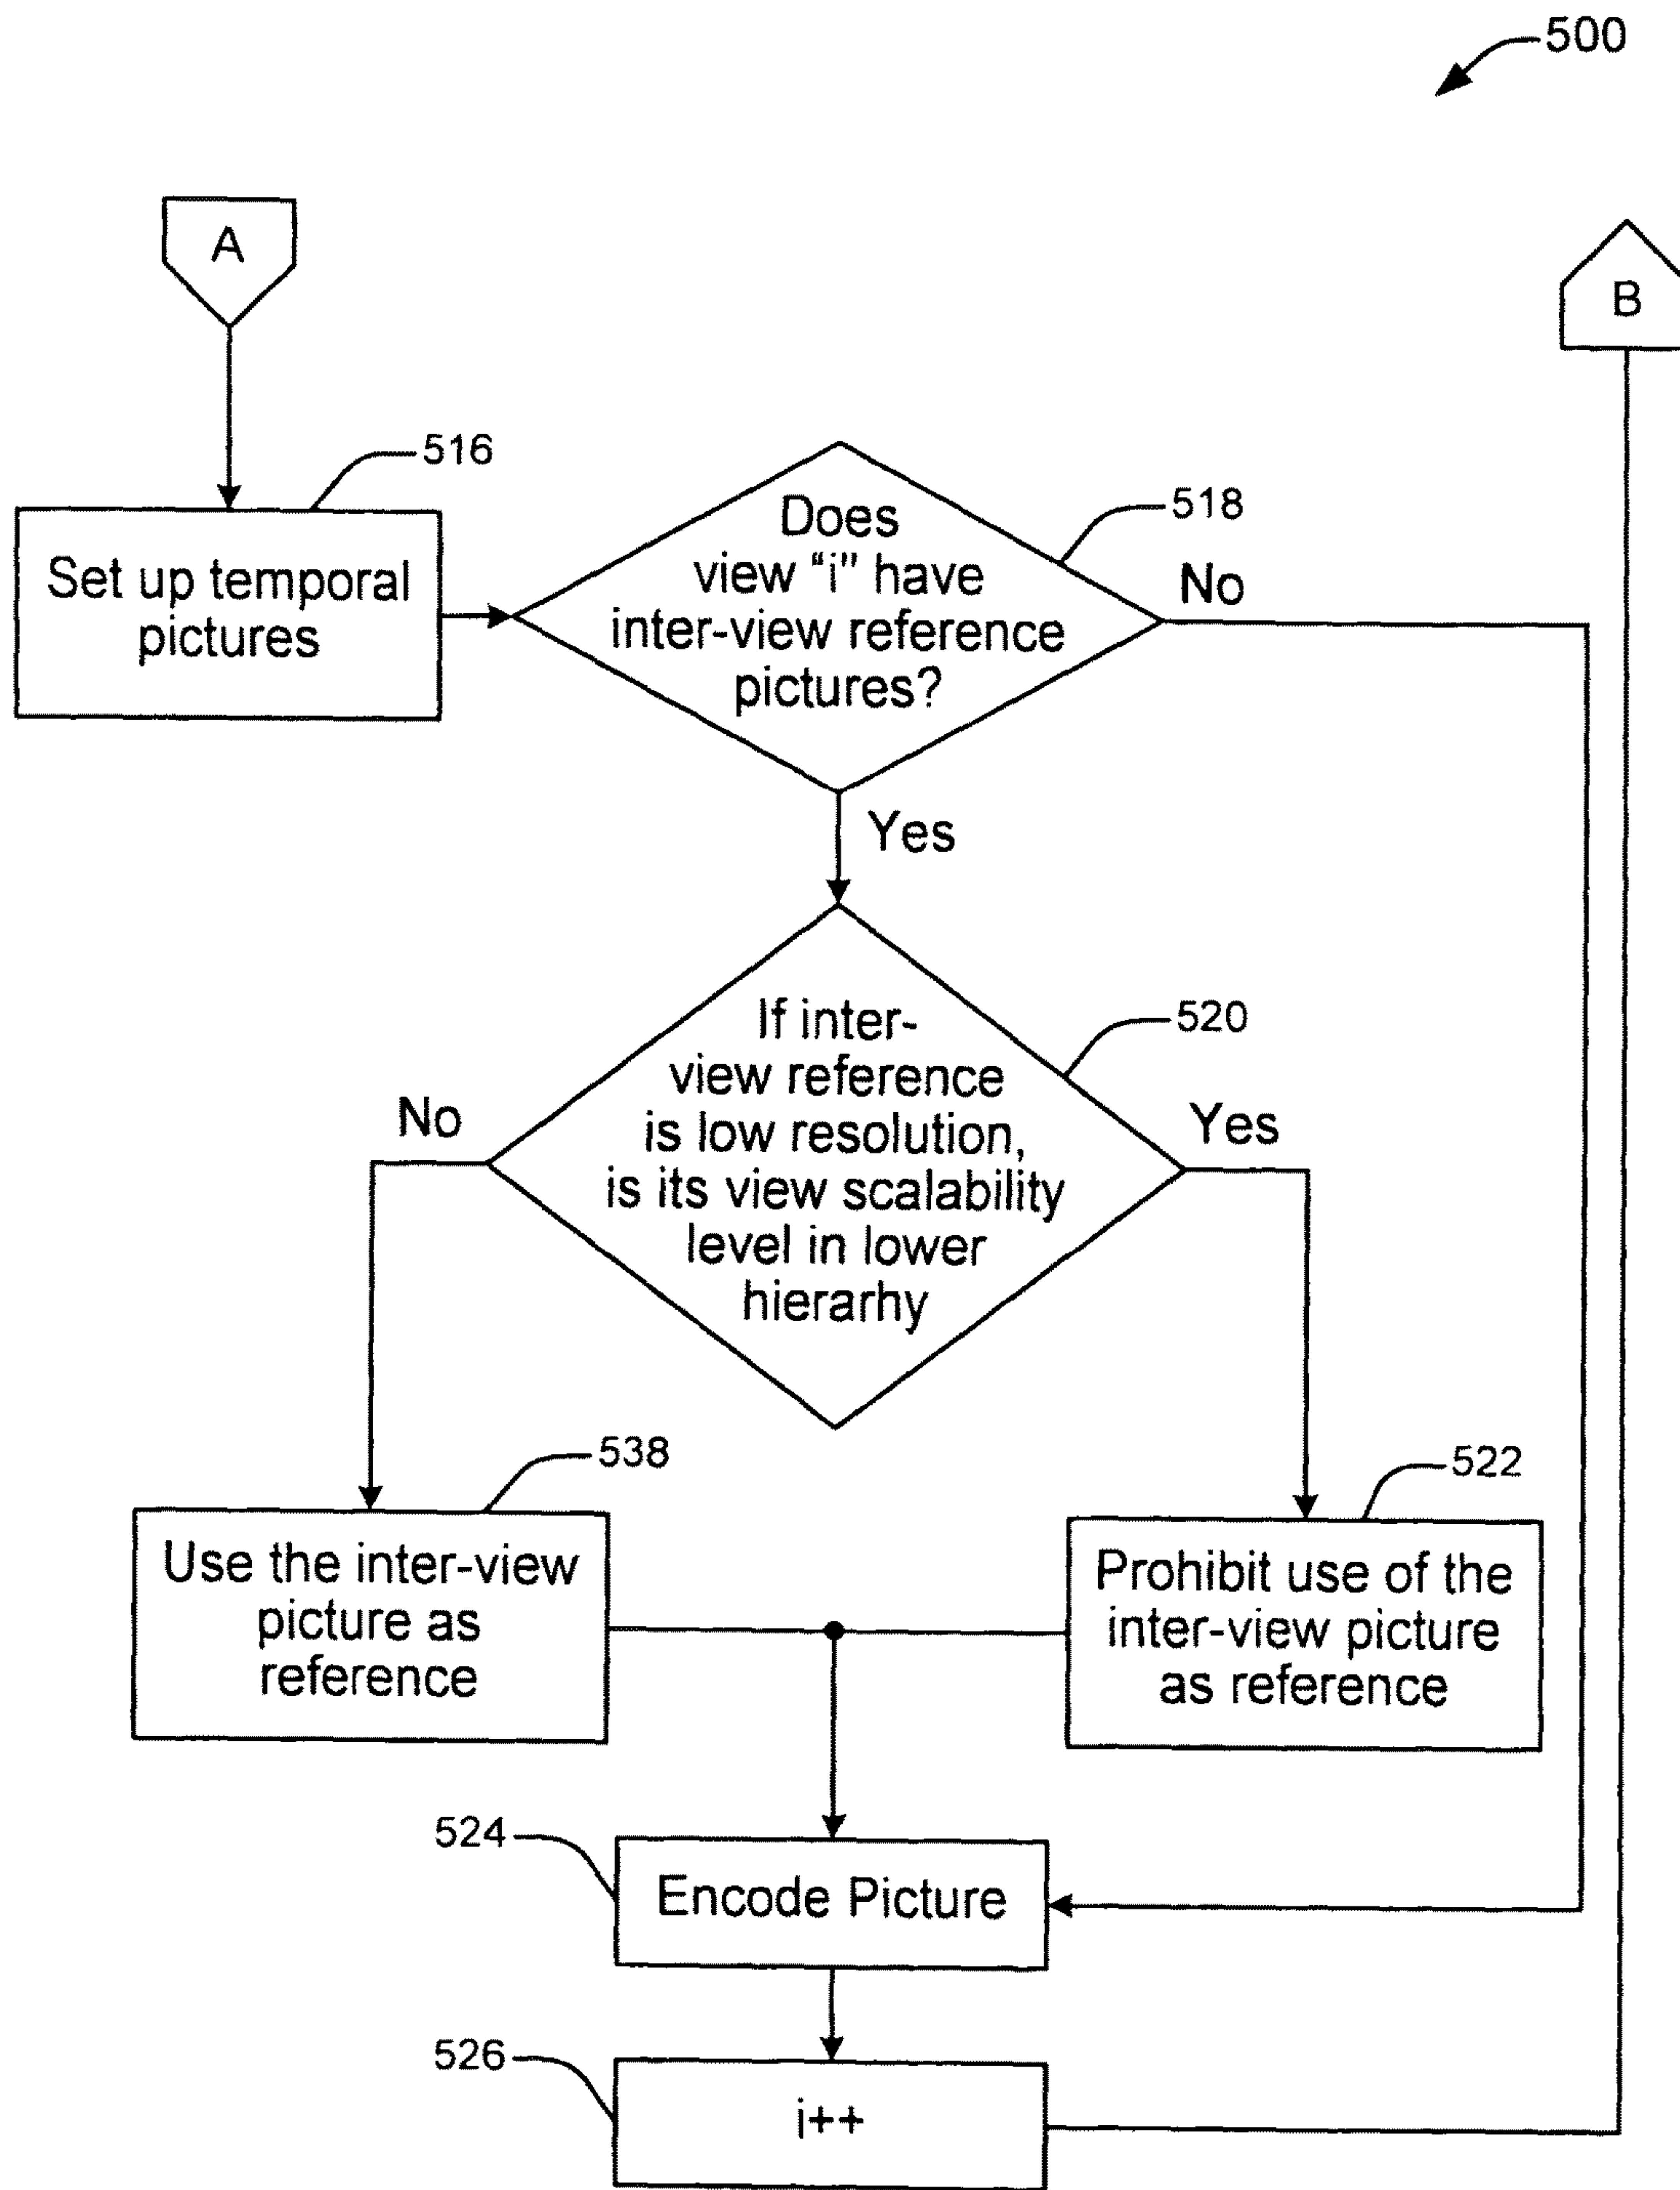 500
A
B
516
Set up temporal
pictures
518
Does
view “i” have
inter-view reference
pictures?
No
Yes
520
If inter-
view reference
is low resolution,
is its view scalability
level in lower
hierarhy
No
Yes
538
Use the inter-view
picture as
reference
522
Prohibit use of the
inter-view picture
as reference
524
Encode Picture
526
i++